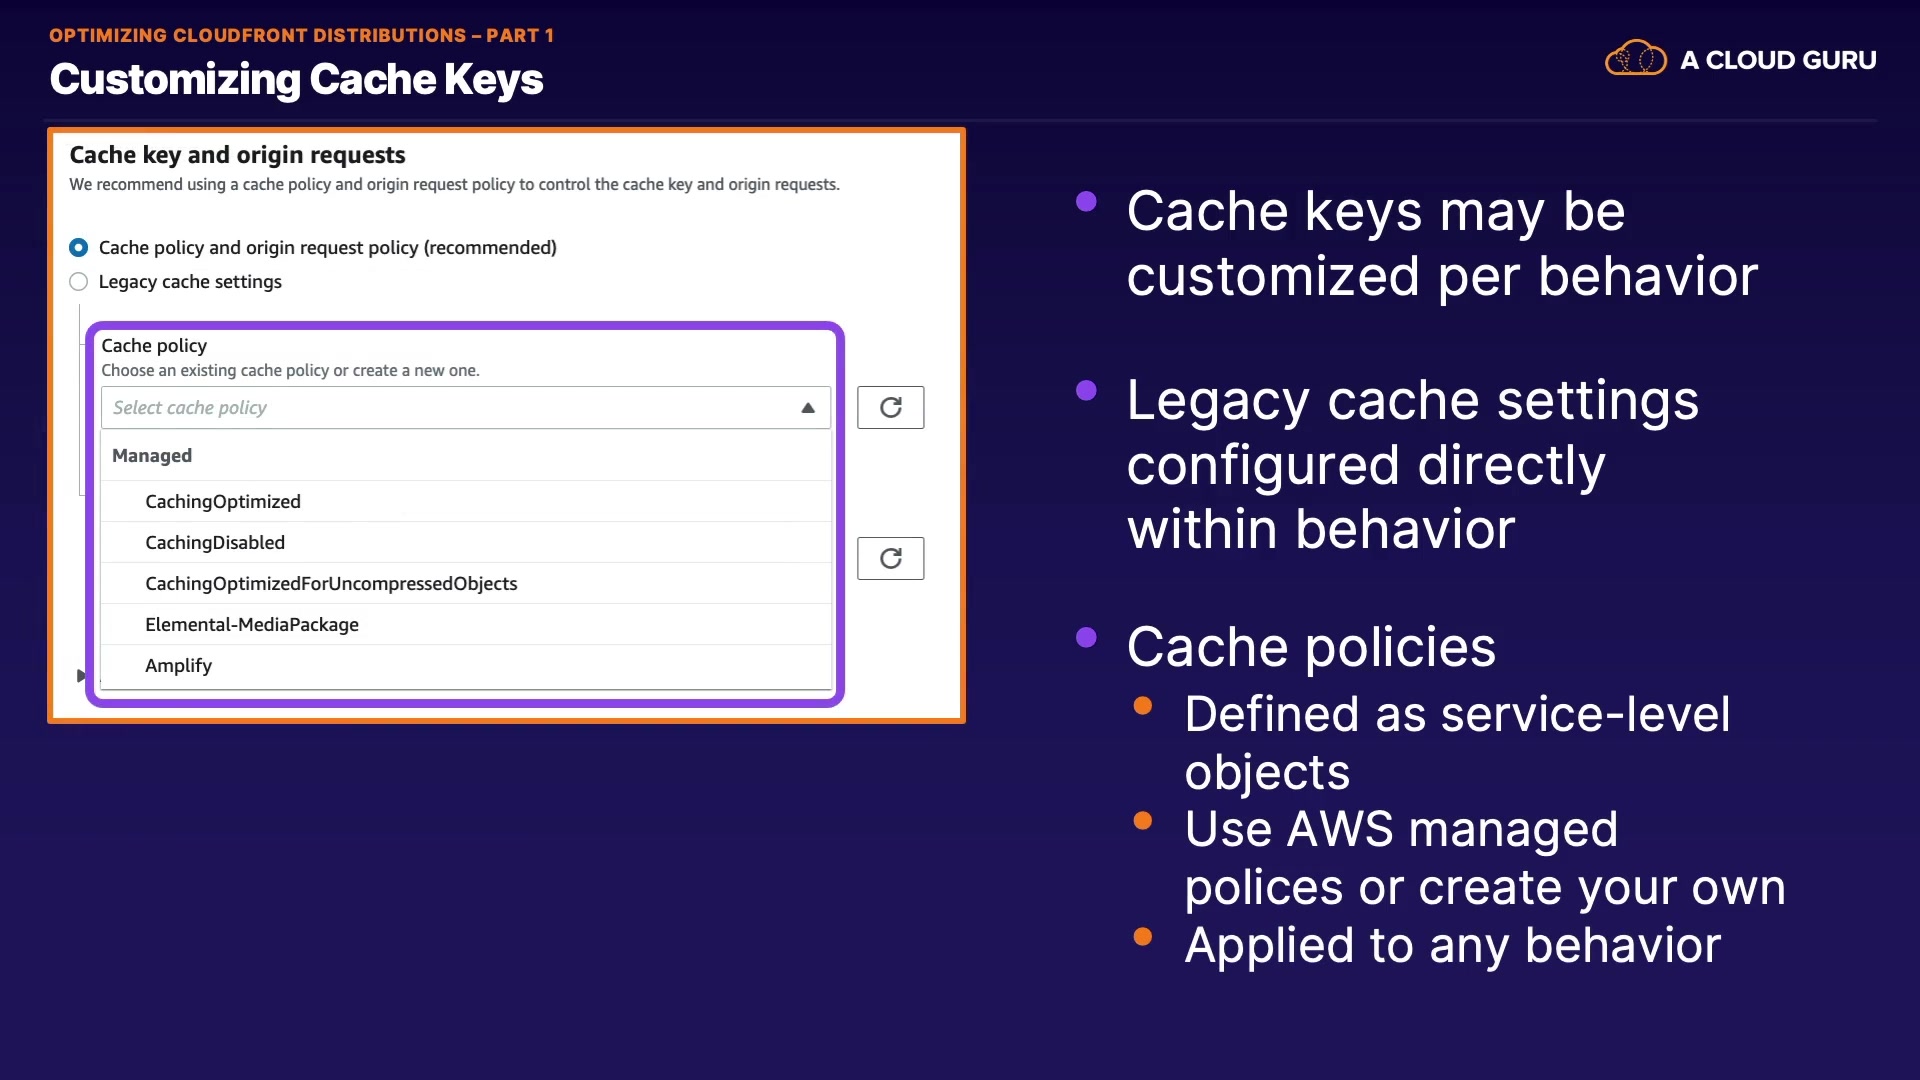 OPTIMIZING CLOUDFRONT DISTRIBUTIONS – PART 1
Customizing Cache Keys
A CLOUD GURU
Cache key and origin requests
We recommend using a cache policy and origin request policy to control the cache key and origin requests.
Cache policy and origin request policy (recommended)
Legacy cache settings
Cache policy
Choose an existing cache policy or create a new one.
Select cache policy
Managed
CachingOptimized
CachingDisabled
CachingOptimizedForUncompressedObjects
Elemental-MediaPackage
Amplify
Cache keys may be
customized per behavior
Legacy cache settings
configured directly
within behavior
Cache policies
Defined as service-level
objects
Use AWS managed
polices or create your own
Applied to any behavior